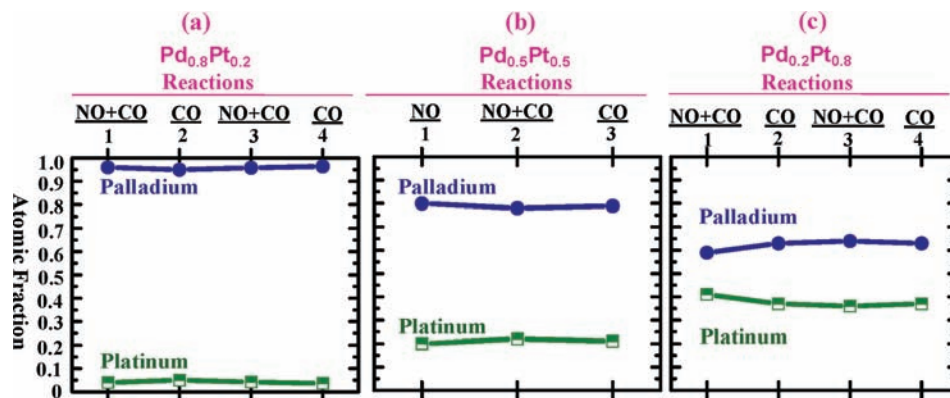 (a)
Pd0.8Pt0.2
Reactions
NO+CO CO NO+CO CO
1 2 3 4
(b)
Pd0.5Pt0.5
Reactions
NO NO+CO CO
1 2 3
(c)
Pd0.2Pt0.8
Reactions
NO+CO CO NO+CO CO
1 2 3 4
Atomic Fraction
1.0
0.9
0.8
0.7
0.6
0.5
0.4
0.3
0.2
0.1
0
Palladium
Platinum
Palladium
Platinum
Palladium
Platinum